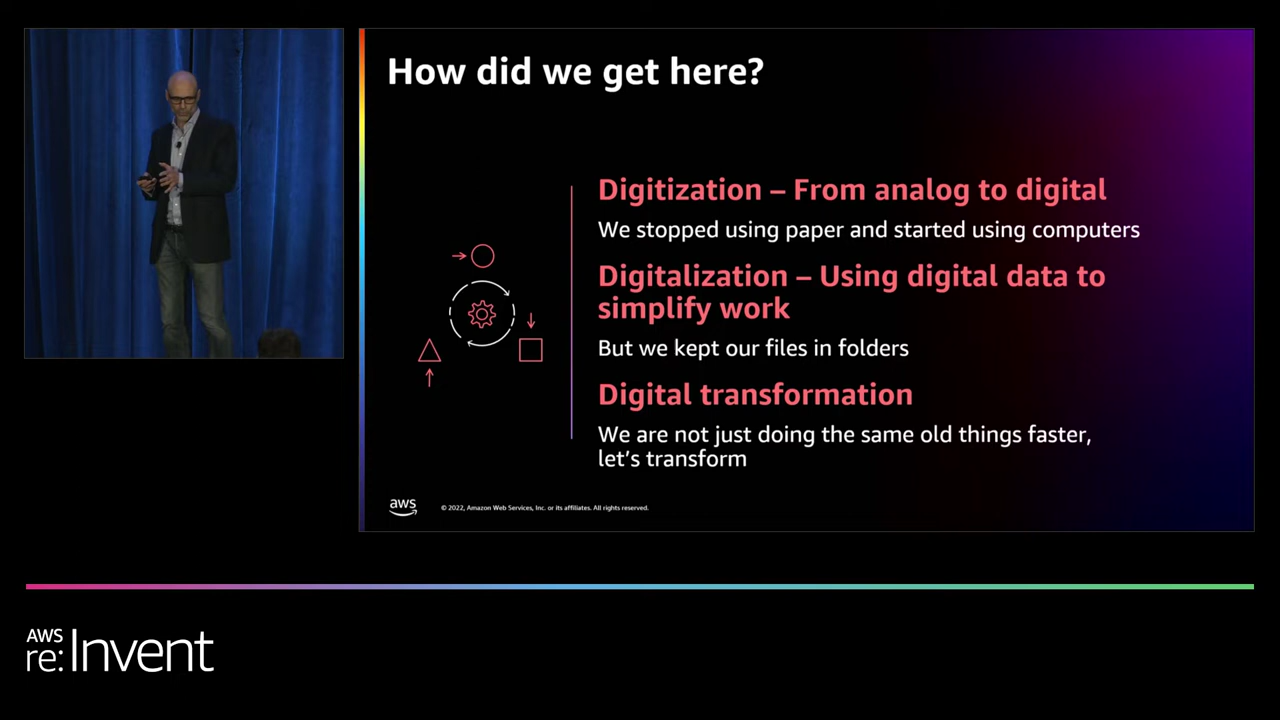 How did we get here?
Digitization – From analog to digital
We stopped using paper and started using computers
Digitalization – Using digital data to
simplify work
But we kept our files in folders
Digital transformation
We are not just doing the same old things faster,
let's transform
aws
© 2022, Amazon Web Services, Inc. or its affiliates. All rights reserved.
AWS
re:Invent